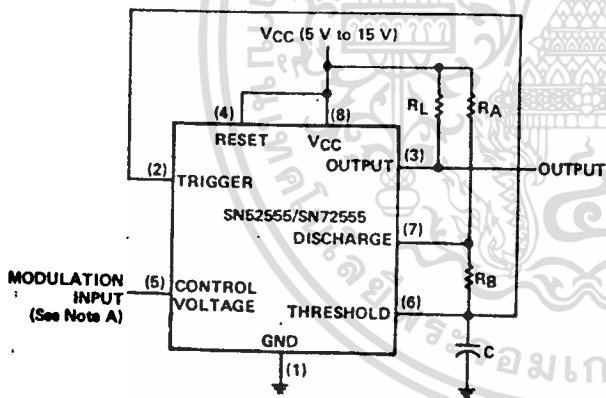 VCC (5 V to 15 V)
(4)
(8)
RL
RA
RESET
VCC
OUTPUT
(3)
OUTPUT
(2)
TRIGGER
SN52555/SN72555
DISCHARGE
(7)
MODULATION
INPUT
(See Note A)
(5)
CONTROL
VOLTAGE
RB
THRESHOLD
(6)
GND
(1)
C